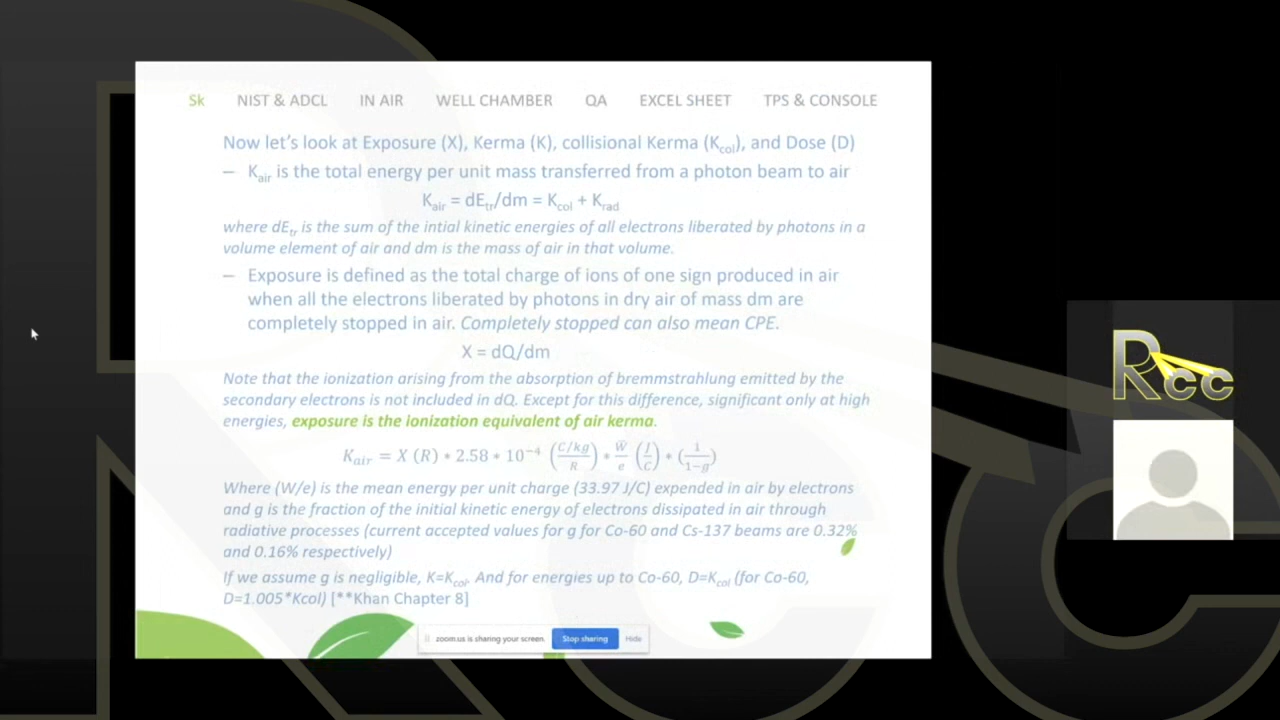 Sk NIST & ADCL IN AIR WELL CHAMBER QA EXCEL SHEET TPS & CONSOLE
Now let's look at Exposure (X), Kerma (K), collisional Kerma (Kcol), and Dose (D)
– Kair is the total energy per unit mass transferred from a photon beam to air
Kair = dEtr/dm = Kcol + Krad
where dEtr is the sum of the intial kinetic energies of all electrons liberated by photons in a
volume element of air and dm is the mass of air in that volume.
– Exposure is defined as the total charge of ions of one sign produced in air
when all the electrons liberated by photons in dry air of mass dm are
completely stopped in air. Completely stopped can also mean CPE.
X = dQ/dm
Note that the ionization arising from the absorption of bremmstrahlung emitted by the
secondary electrons is not included in dQ. Except for this difference, significant only at high
energies, exposure is the ionization equivalent of air kerma.
Kair = X (R) * 2.58 * 10^-4 ((C/kg)/R) * W̄/e (J/C) * (1/(1-g))
Where (W/e) is the mean energy per unit charge (33.97 J/C) expended in air by electrons
and g is the fraction of the initial kinetic energy of electrons dissipated in air through
radiative processes (current accepted values for g for Co-60 and Cs-137 beams are 0.32%
and 0.16% respectively)
If we assume g is negligible, K=Kcol. And for energies up to Co-60, D=Kcol (for Co-60,
D=1.005*Kcol) [**Khan Chapter 8]
zoom.us is sharing your screen. Stop sharing Hide
Rcc